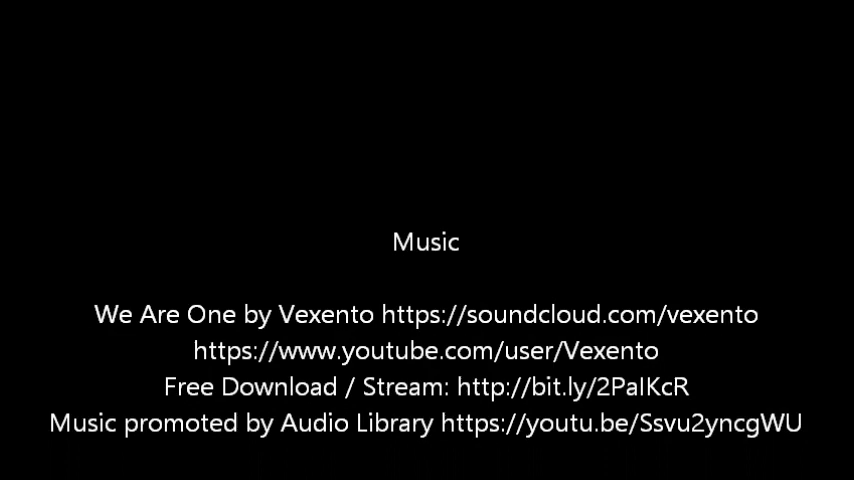 Music
We Are One by Vexento https://soundcloud.com/vexento
https://www.youtube.com/user/Vexento
Free Download / Stream: http://bit.ly/2PaIKcR
Music promoted by Audio Library https://youtu.be/Ssvu2yncgWU